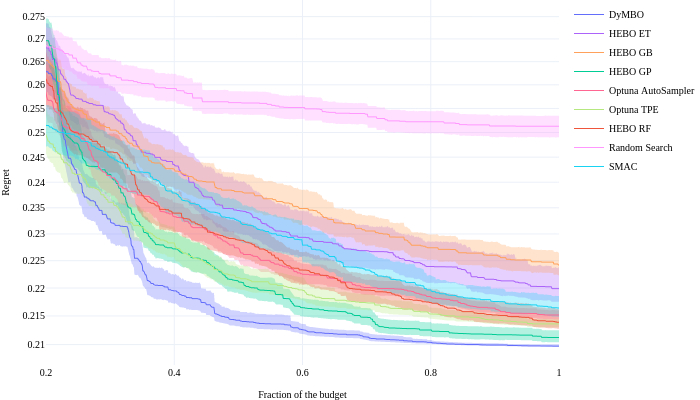 0.275
0.27
0.265
0.26
0.255
0.25
0.245
0.24
0.235
0.23
0.225
0.22
0.215
0.21
Regret
0.2
0.4
0.6
0.8
1
Fraction of the budget
DyMBO
HEBO ET
HEBO GB
HEBO GP
Optuna AutoSampler
Optuna TPE
HEBO RF
Random Search
SMAC